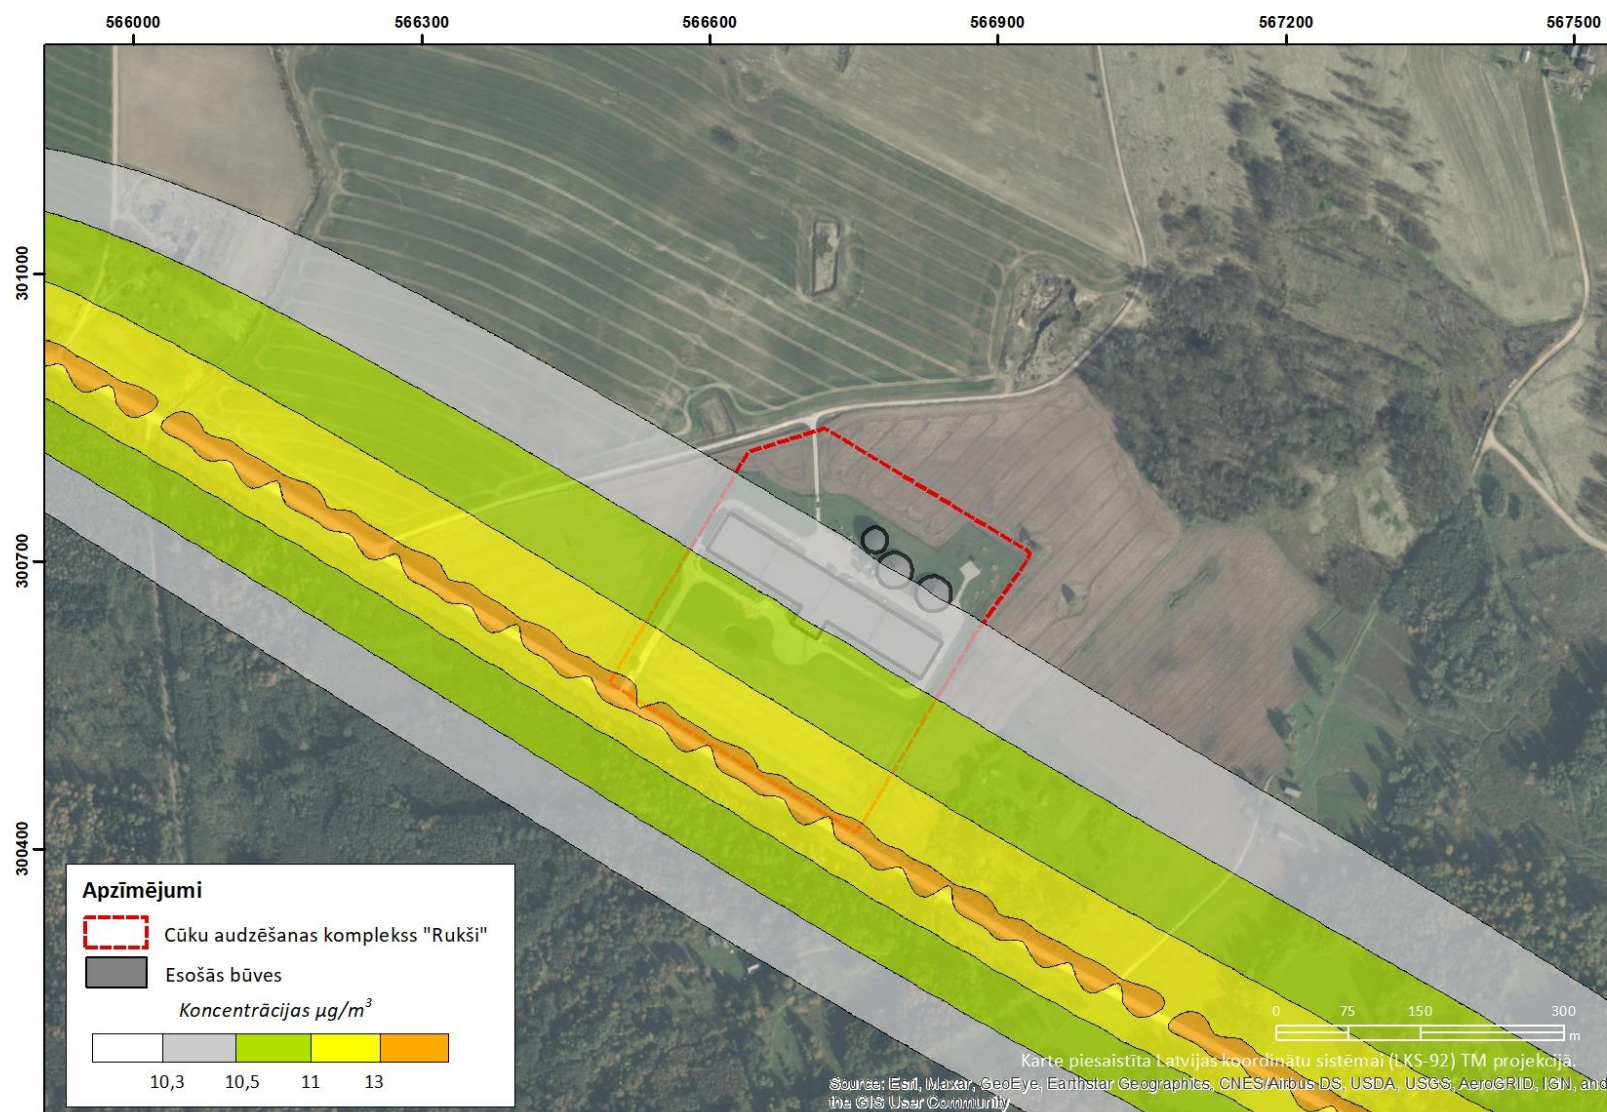 566000 566300 566600 566900 567200 567500
301000
300700
300400
Apzīmējumi
Cūku audzēšanas komplekss "Rukši"
Esošās būves
Koncentrācijas µg/m³
10,3 10,5 11 13
0 75 150 300
m
Karte piesaistīta Latvijas koordinātu sistēmai (LKS-92) TM projekcijā.
Source: Esri, Maxar, GeoEye, Earthstar Geographics, CNES/Airbus DS, USDA, USGS, AeroGRID, IGN, and
the GIS User Community